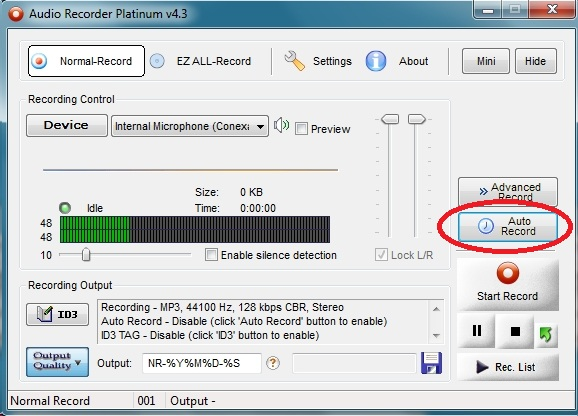 Audio Recorder Platinum v4.3
Normal-Record
EZ ALL-Record
Settings
About
Mini
Hide
Recording Control
Device
Internal Microphone (Conexa
Preview
Size: 0 KB
Idle
Time: 0:00:00
48
48
10
Enable silence detection
Lock L/R
Advanced
Record
Auto
Record
Start Record
Rec. List
Recording Output
ID3
Recording - MP3, 44100 Hz, 128 kbps CBR, Stereo
Auto Record - Disable (click 'Auto Record' button to enable)
ID3 TAG - Disable (click 'ID3' button to enable)
Output
Quality
Output:
NR-%Y%M%D-%S
?
Normal Record
001
Output -